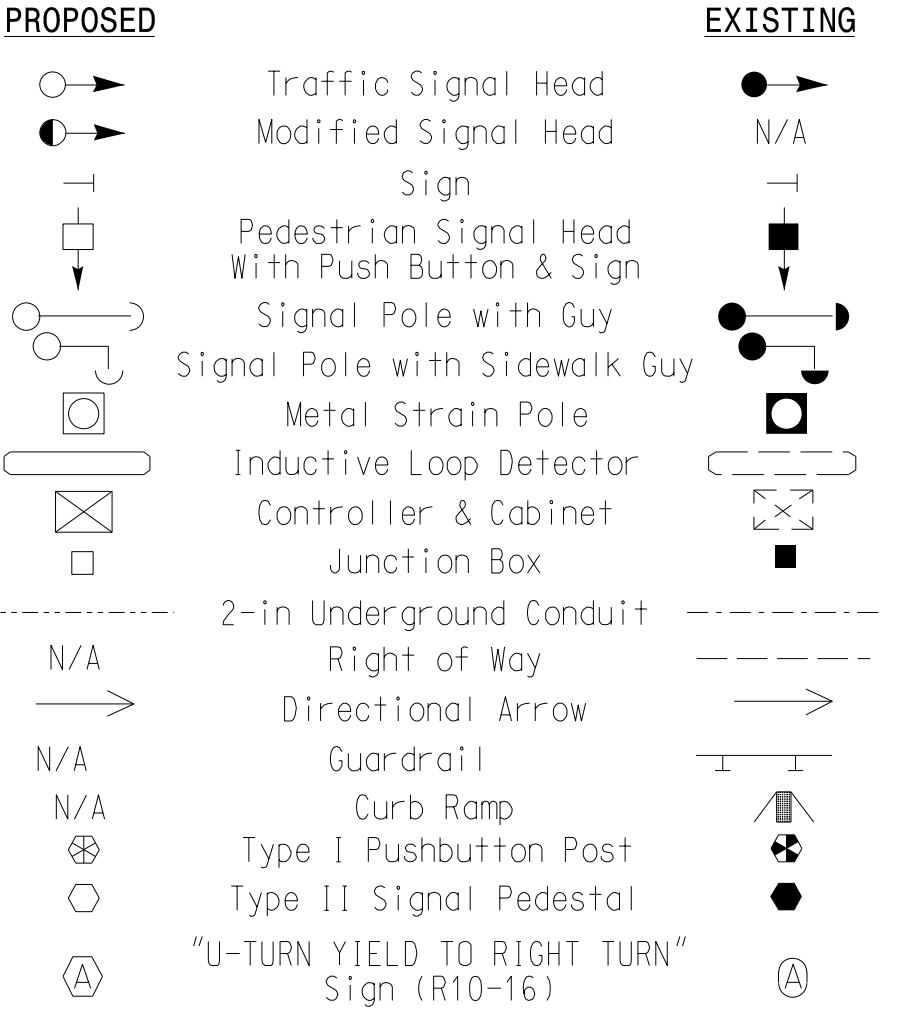 PROPOSED EXISTING
Traffic Signal Head
Modified Signal Head N/A
Sign
Pedestrian Signal Head
With Push Button & Sign
Signal Pole with Guy
Signal Pole with Sidewalk Guy
Metal Strain Pole
Inductive Loop Detector
Controller & Cabinet
Junction Box
2-in Underground Conduit
N/A Right of Way
Directional Arrow
N/A Guardrail
N/A Curb Ramp
Type I Pushbutton Post
Type II Signal Pedestal
"U-TURN YIELD TO RIGHT TURN"
A Sign (R10-16) A